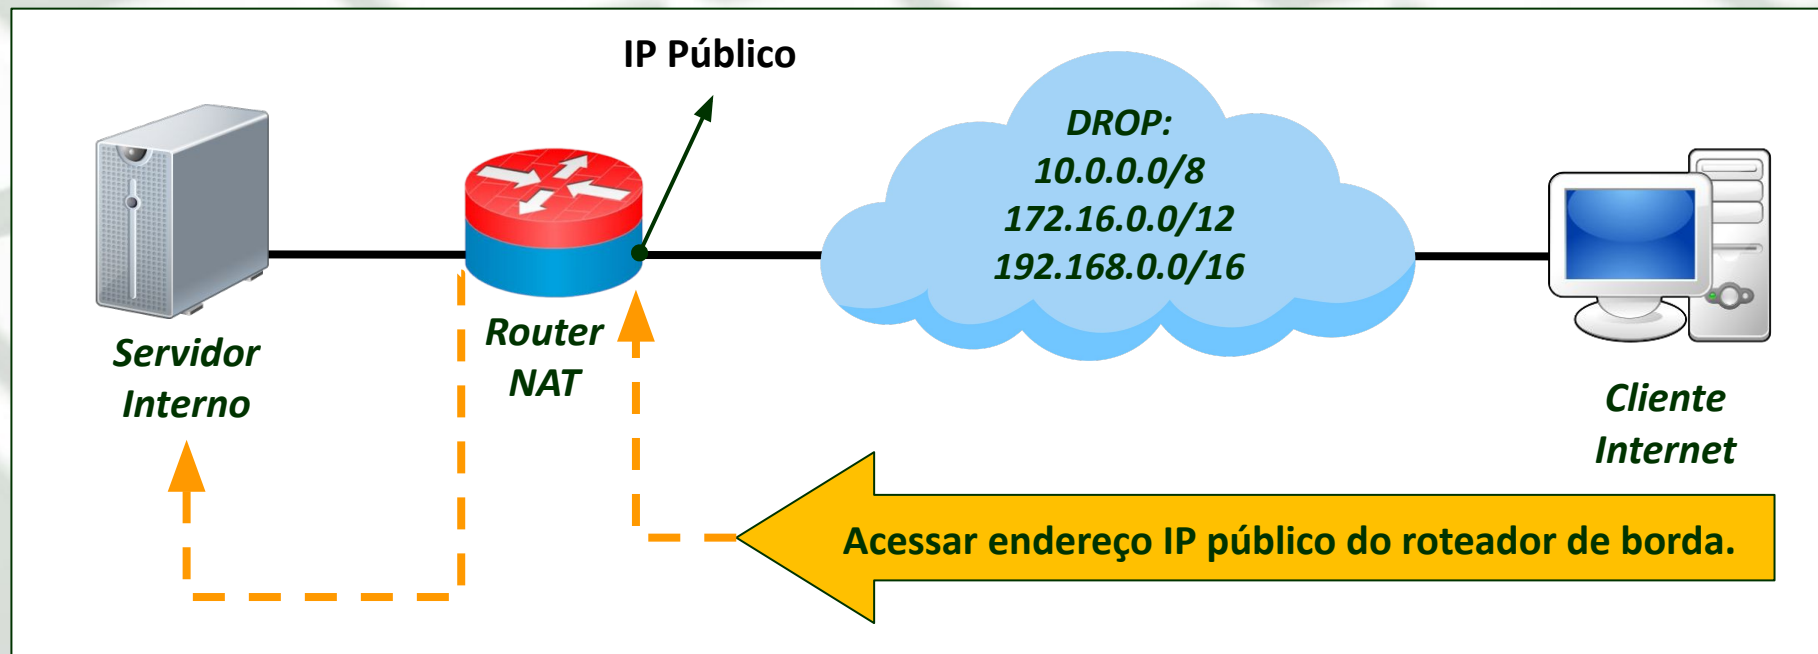 IP Público
DROP:
10.0.0.0/8
172.16.0.0/12
192.168.0.0/16
Servidor
Interno
Router
NAT
Cliente
Internet
Acessar endereço IP público do roteador de borda.